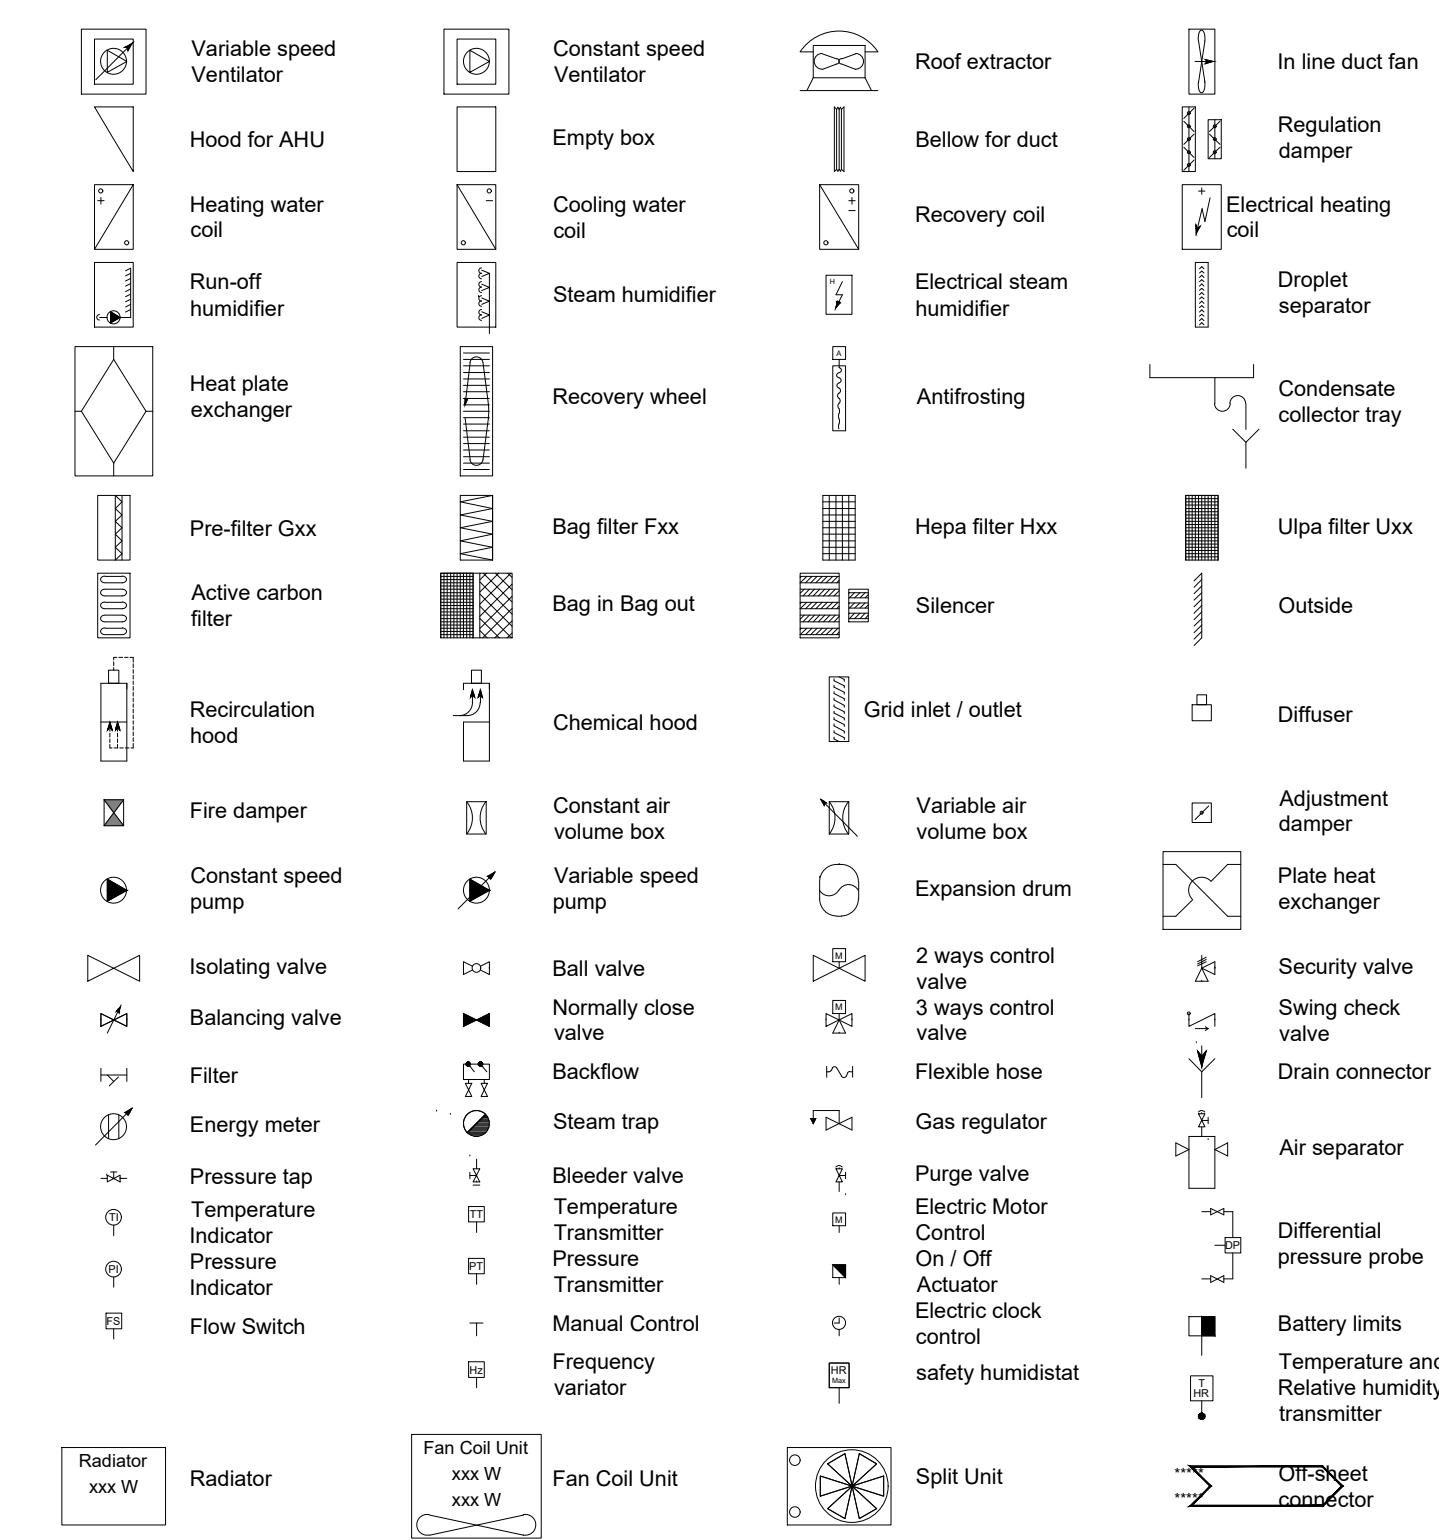 Variable speed
Ventilator
Constant speed
Ventilator
Roof extractor
In line duct fan
Hood for AHU
Empty box
Bellow for duct
Regulation
damper
+
Heating water
coil
−
Cooling water
coil
+
−
Recovery coil
+
Electrical heating
coil
Run-off
humidifier
Steam humidifier
H
Electrical steam
humidifier
Droplet
separator
Heat plate
exchanger
Recovery wheel
A
Antifrosting
Condensate
collector tray
Pre-filter Gxx
Bag filter Fxx
Hepa filter Hxx
Ulpa filter Uxx
Active carbon
filter
Bag in Bag out
Silencer
Outside
Recirculation
hood
Chemical hood
Grid inlet / outlet
Diffuser
Fire damper
Constant air
volume box
Variable air
volume box
Adjustment
damper
Constant speed
pump
Variable speed
pump
Expansion drum
Plate heat
exchanger
Isolating valve
Ball valve
M
2 ways control
valve
Security valve
Balancing valve
Normally close
valve
M
3 ways control
valve
Swing check
valve
Filter
Backflow
Flexible hose
Drain connector
Energy meter
Steam trap
Gas regulator
Air separator
Pressure tap
Bleeder valve
Purge valve
TI
Temperature
Indicator
TT
Temperature
Transmitter
M
Electric Motor
Control
DP
Differential
pressure probe
PI
Pressure
Indicator
PT
Pressure
Transmitter
On / Off
Actuator
FS
Flow Switch
Manual Control
Electric clock
control
Battery limits
Hz
Frequency
variator
HR
Max
safety humidistat
T
HR
Temperature and
Relative humidity
transmitter
Radiator
xxx W
Radiator
Fan Coil Unit
xxx W
xxx W
Fan Coil Unit
Split Unit
*****
*****
Off-sheet
connector